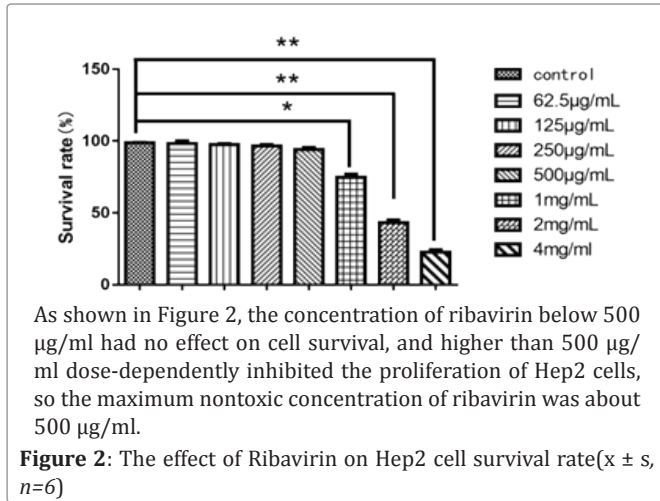 **
**
*
150
100
50
0
Survival rate (%)
control
62.5μg/mL
125μg/mL
250μg/mL
500μg/mL
1mg/mL
2mg/mL
4mg/ml
As shown in Figure 2, the concentration of ribavirin below 500
μg/ml had no effect on cell survival, and higher than 500 μg/
ml dose-dependently inhibited the proliferation of Hep2 cells,
so the maximum nontoxic concentration of ribavirin was about
500 μg/ml.
Figure 2: The effect of Ribavirin on Hep2 cell survival rate(x ± s,
n=6)